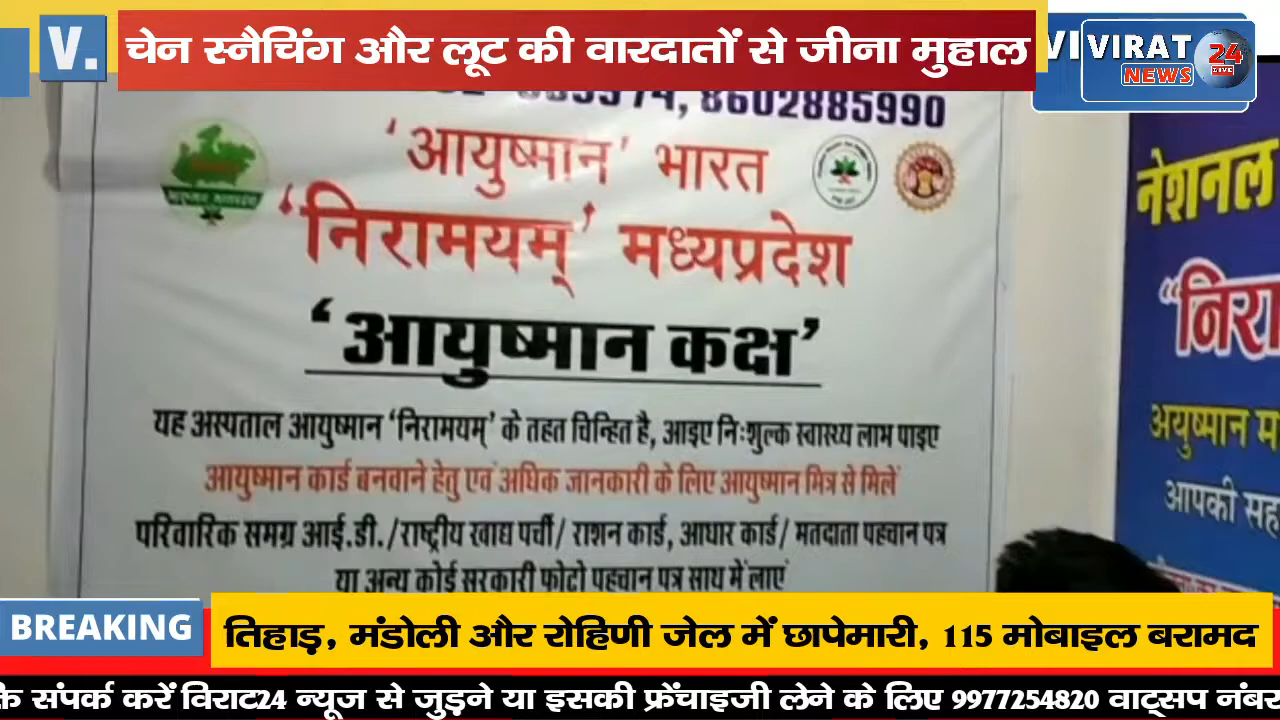 V.
चेन स्नैचिंग और लूट की वारदातों से जीना मुहाल
VIRAT
NEWS
24
LIVE
8602885990
‘आयुष्मान’ भारत
‘निरामयम्’ मध्यप्रदेश
‘आयुष्मान कक्ष’
यह अस्पताल आयुष्मान ‘निरामयम्’ के तहत चिन्हित है, आइए निःशुल्क स्वास्थ्य लाभ पाइए
आयुष्मान कार्ड बनवाने हेतु एवं अधिक जानकारी के लिए आयुष्मान मित्र से मिलें
परिवारिक समग्र आई.डी./राष्ट्रीय खाद्य पर्ची/ राशन कार्ड, आधार कार्ड/ मतदाता पहचान पत्र
या अन्य कोई सरकारी फोटो पहचान पत्र साथ में लाएं
नेशनल
“निरा
अयुष्मान म
आपकी सह
BREAKING
तिहाड़, मंडोली और रोहिणी जेल में छापेमारी, 115 मोबाइल बरामद
संपर्क करें विराट24 न्यूज से जुड़ने या इसकी फ्रेंचाइजी लेने के लिए 9977254820 वाट्सप नंबर